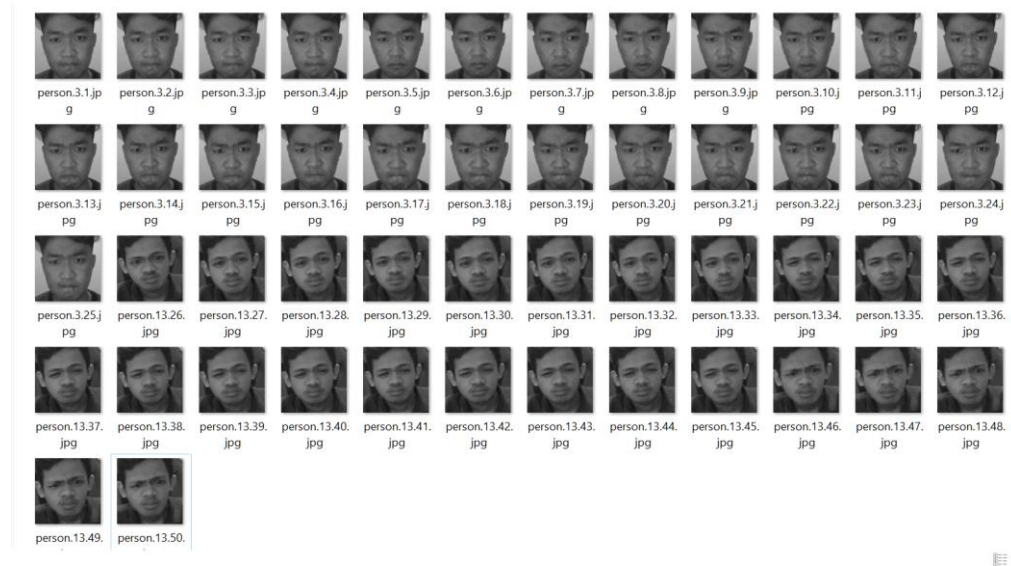 person.3.1.jp person.3.2.jp person.3.3.jp person.3.4.jp person.3.5.jp person.3.6.jp person.3.7.jp person.3.8.jp person.3.9.jp person.3.10.j person.3.11.j person.3.12.j
g g g g g g g g g pg pg pg
person.3.13.j person.3.14.j person.3.15.j person.3.16.j person.3.17.j person.3.18.j person.3.19.j person.3.20.j person.3.21.j person.3.22.j person.3.23.j person.3.24.j
pg pg pg pg pg pg pg pg pg pg pg pg
person.3.25.j person.13.26. person.13.27. person.13.28. person.13.29. person.13.30. person.13.31. person.13.32. person.13.33. person.13.34. person.13.35. person.13.36.
pg jpg jpg jpg jpg jpg jpg jpg jpg jpg jpg jpg
person.13.37. person.13.38. person.13.39. person.13.40. person.13.41. person.13.42. person.13.43. person.13.44. person.13.45. person.13.46. person.13.47. person.13.48.
jpg jpg jpg jpg jpg jpg jpg jpg jpg jpg jpg jpg
person.13.49. person.13.50.